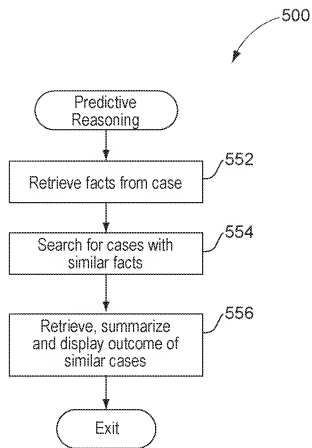 500
Predictive
Reasoning
552
Retrieve facts from case
554
Search for cases with
similar facts
556
Retrieve, summarize
and display outcome of
similar cases
Exit